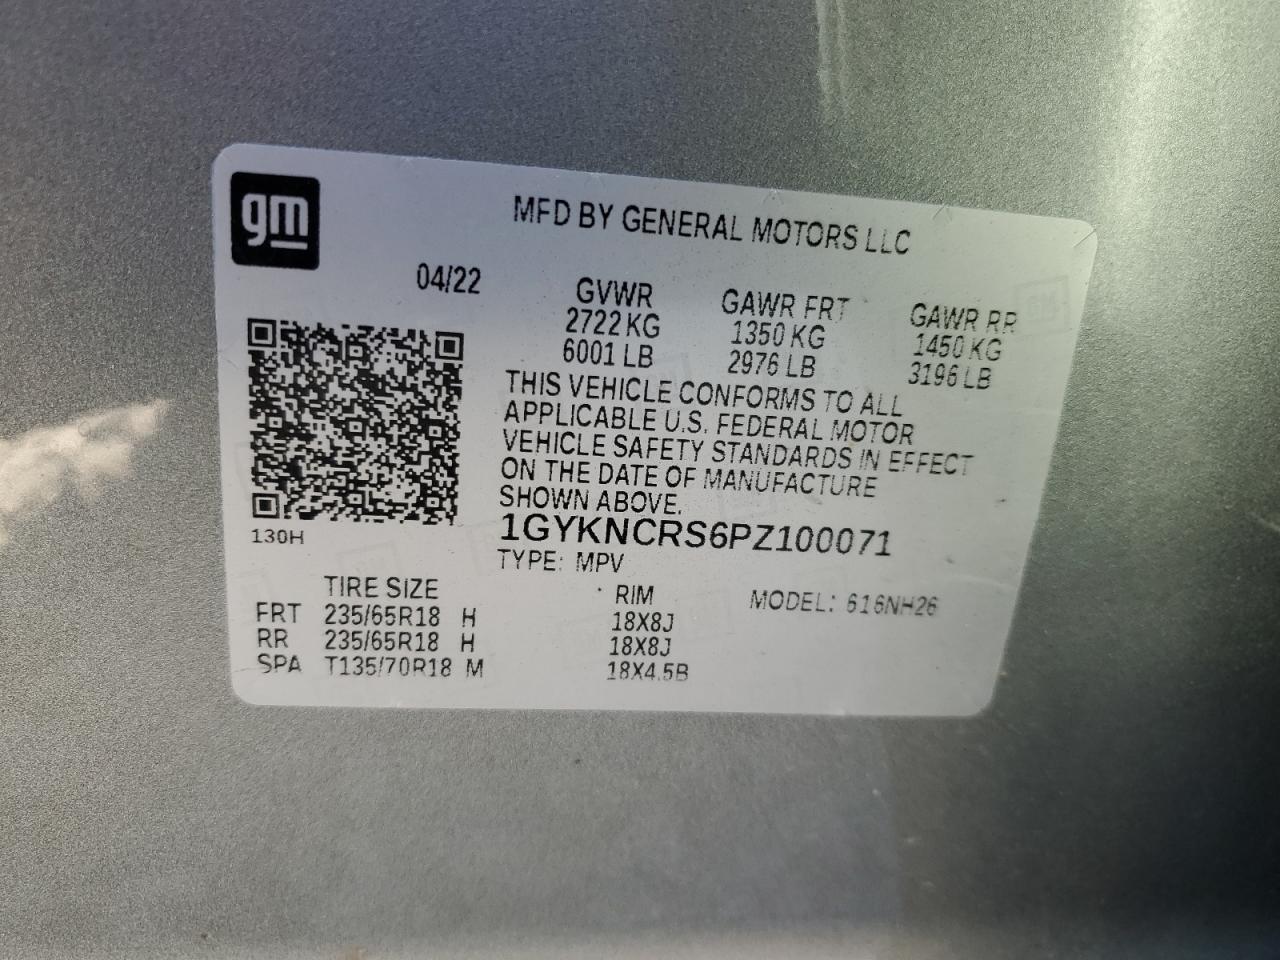 gm
MFD BY GENERAL MOTORS LLC
04/22
GVWR GAWR FRT GAWR RR
2722 KG 1350 KG 1450 KG
6001 LB 2976 LB 3196 LB
THIS VEHICLE CONFORMS TO ALL
APPLICABLE U.S. FEDERAL MOTOR
VEHICLE SAFETY STANDARDS IN EFFECT
ON THE DATE OF MANUFACTURE
SHOWN ABOVE.
1GYKNCRS6PZ100071
130H
TYPE: MPV
TIRE SIZE RIM MODEL: 616NH26
FRT 235/65R18 H 18X8J
RR 235/65R18 H 18X8J
SPA T135/70R18 M 18X4.5B